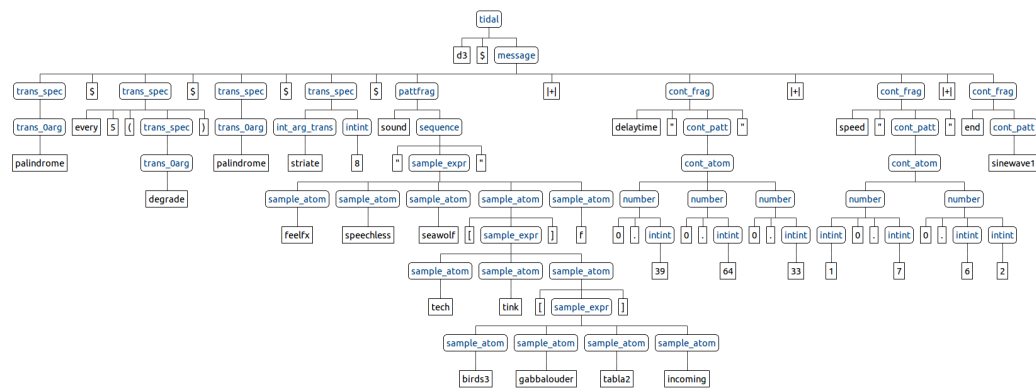 tidal
d3 $ message
trans_spec $ trans_spec $ trans_spec $ trans_spec $ pattfrag |+| cont_frag |+| cont_frag |+| cont_frag
trans_0arg every 5 ( trans_spec ) trans_0arg int_arg_trans intint sound sequence delaytime " cont_patt " speed " cont_patt " end cont_patt
palindrome trans_0arg palindrome striate 8 " sample_expr " cont_atom cont_atom sinewave1
degrade sample_atom sample_atom sample_atom sample_atom sample_atom number number number number number
feelfx speechless seawolf [ sample_expr ] f 0 . intint 0 . intint 0 . intint intint 0 . intint 0 . intint intint
sample_atom sample_atom sample_atom 39 64 33 1 7 6 2
tech tink [ sample_expr ]
sample_atom sample_atom sample_atom sample_atom
birds3 gabbalouder tabla2 incoming